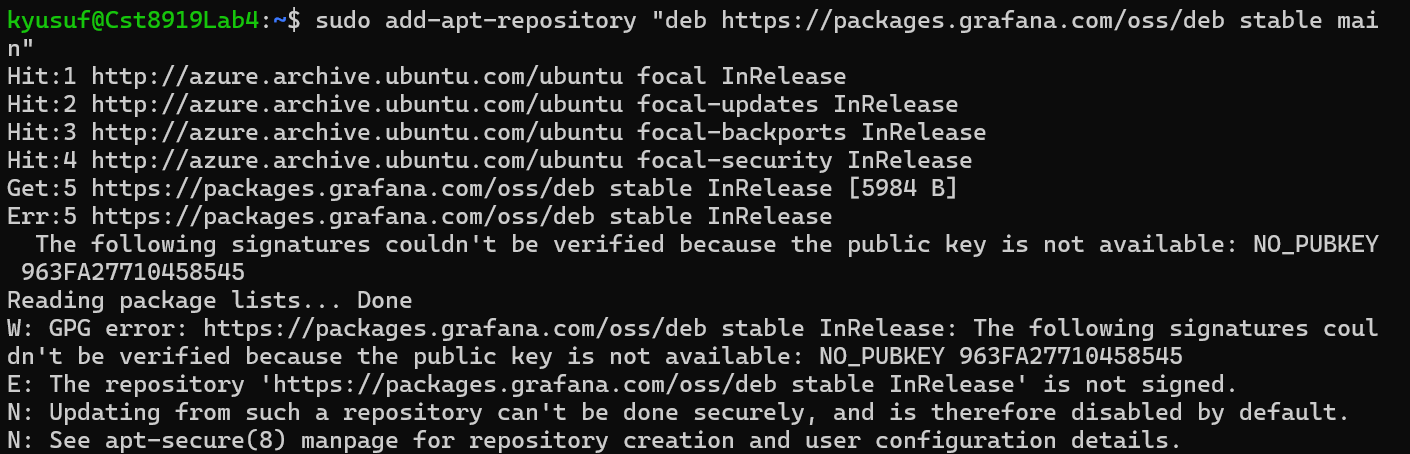 kyusuf@Cst8919Lab4:~$ sudo add-apt-repository "deb https://packages.grafana.com/oss/deb stable mai
n"
Hit:1 http://azure.archive.ubuntu.com/ubuntu focal InRelease
Hit:2 http://azure.archive.ubuntu.com/ubuntu focal-updates InRelease
Hit:3 http://azure.archive.ubuntu.com/ubuntu focal-backports InRelease
Hit:4 http://azure.archive.ubuntu.com/ubuntu focal-security InRelease
Get:5 https://packages.grafana.com/oss/deb stable InRelease [5984 B]
Err:5 https://packages.grafana.com/oss/deb stable InRelease
  The following signatures couldn't be verified because the public key is not available: NO_PUBKEY
 963FA27710458545
Reading package lists... Done
W: GPG error: https://packages.grafana.com/oss/deb stable InRelease: The following signatures coul
dn't be verified because the public key is not available: NO_PUBKEY 963FA27710458545
E: The repository 'https://packages.grafana.com/oss/deb stable InRelease' is not signed.
N: Updating from such a repository can't be done securely, and is therefore disabled by default.
N: See apt-secure(8) manpage for repository creation and user configuration details.